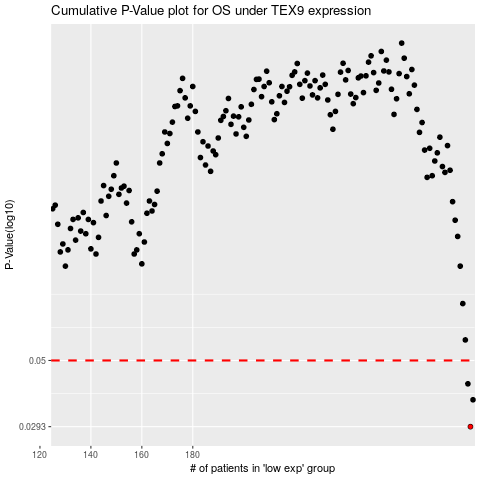 Cumulative P-Value plot for OS under TEX9 expression
P-Value(log10)
0.05
0.0293
120 140 160 180
# of patients in 'low exp' group